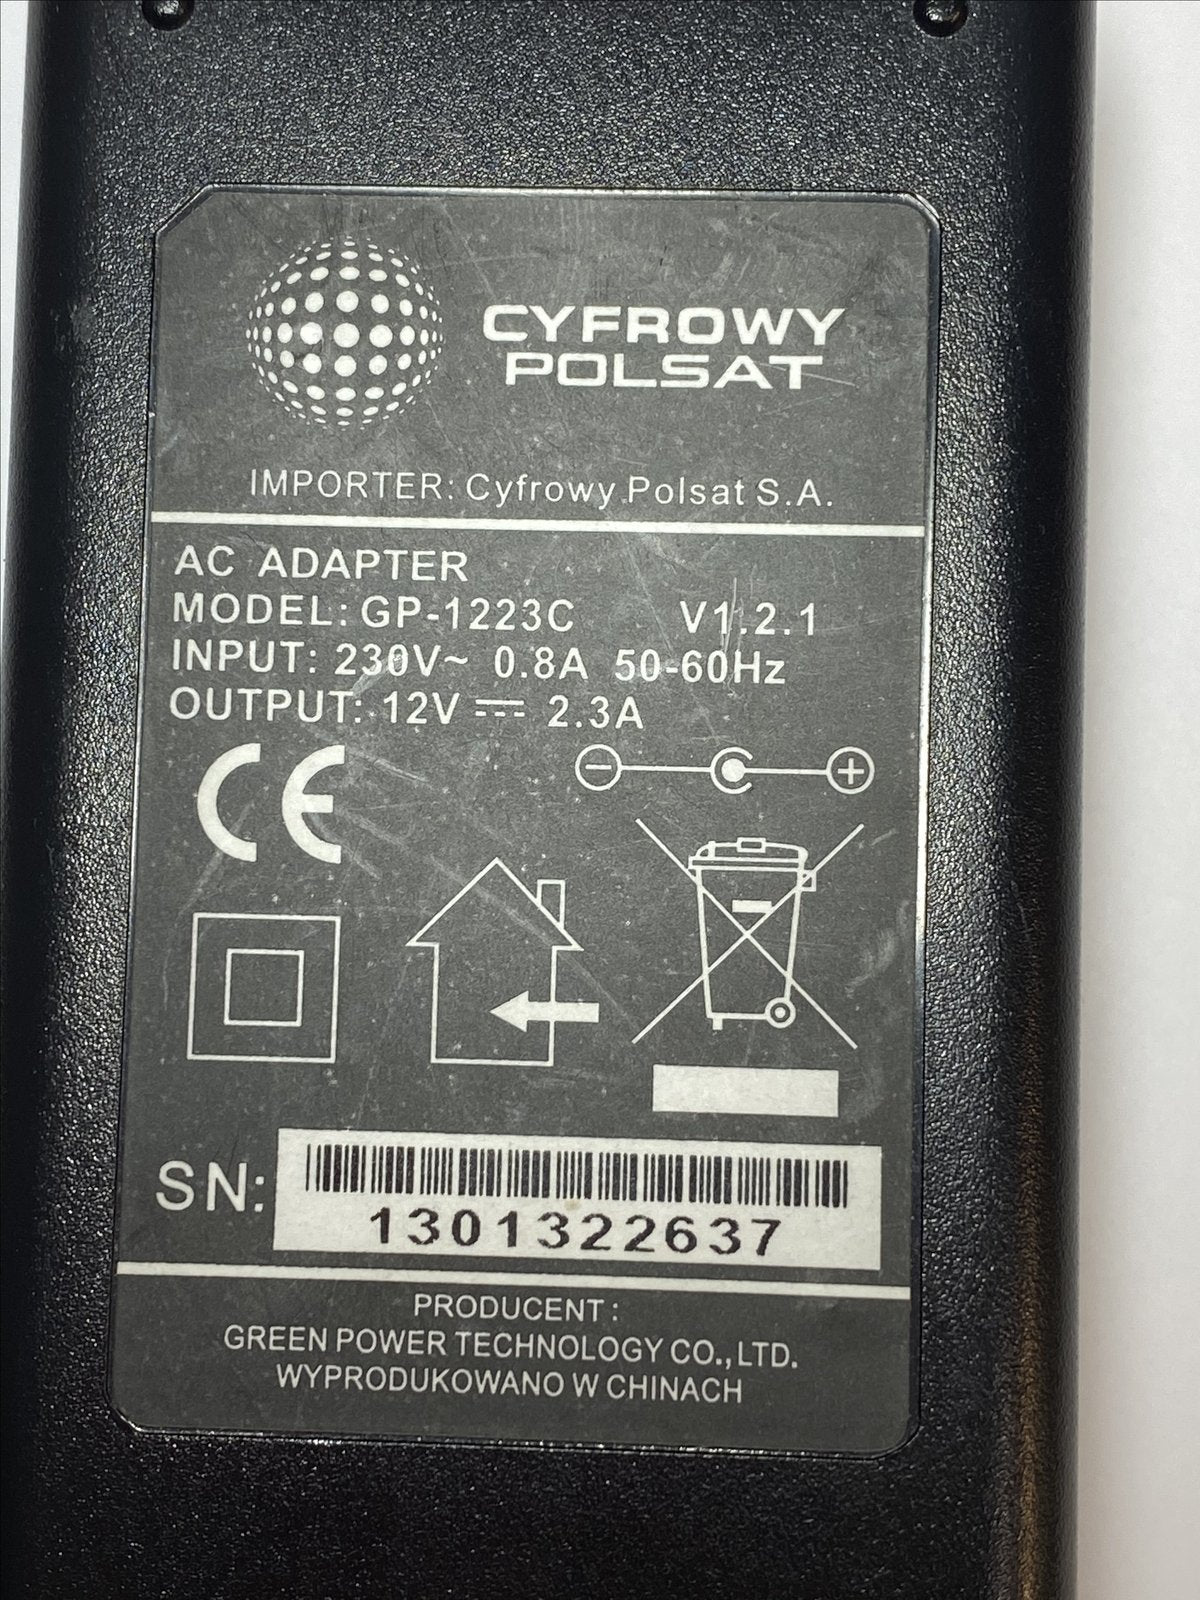 CYFROWY
POLSAT
IMPORTER: Cyfrowy Polsat S.A.
AC ADAPTER
MODEL: GP-1223C V1.2.1
INPUT: 230V~ 0.8A 50-60Hz
OUTPUT: 12V ⎓ 2.3A
CE
SN:
1301322637
PRODUCENT :
GREEN POWER TECHNOLOGY CO., LTD.
WYPRODUKOWANO W CHINACH